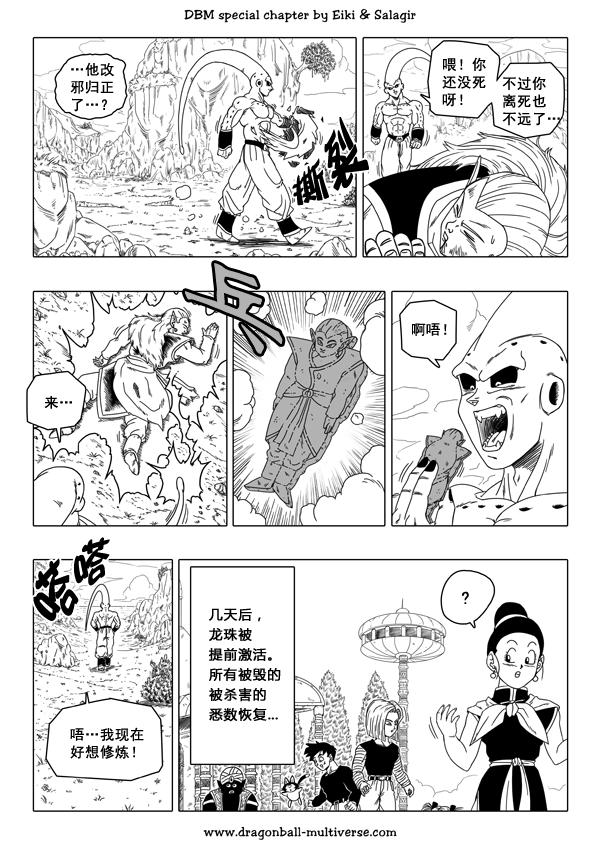 DBM special chapter by Eiki & Salagir
…他改
邪归正
了…？
撕裂
喂！你
还没死
呀！
不过你
离死也
不远了…
来…
乓
啊唔！
嗒嗒
唔…我现在
好想修炼！
几天后，
龙珠被
提前激活。
所有被毁的
被杀害的
悉数恢复…
?
www.dragonball-multiverse.com